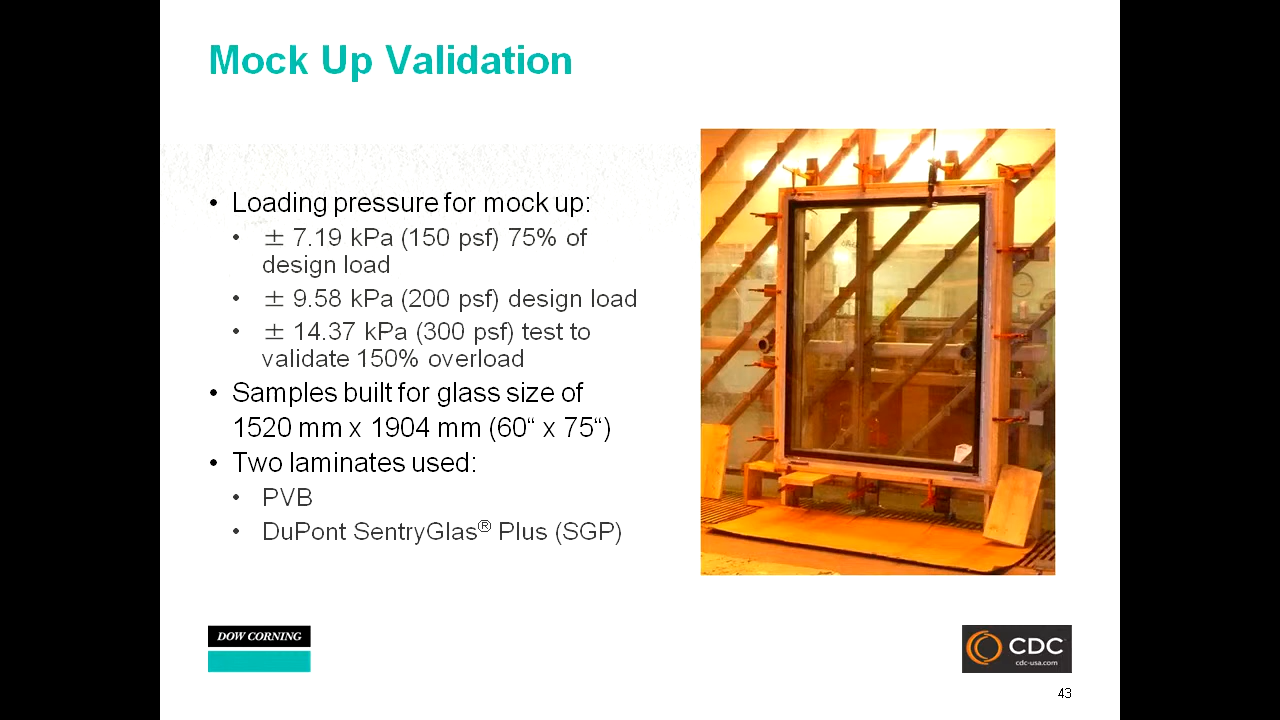 Mock Up Validation
• Loading pressure for mock up:
• ± 7.19 kPa (150 psf) 75% of
design load
• ± 9.58 kPa (200 psf) design load
• ± 14.37 kPa (300 psf) test to
validate 150% overload
• Samples built for glass size of
1520 mm x 1904 mm (60“ x 75“)
• Two laminates used:
• PVB
• DuPont SentryGlas® Plus (SGP)
DOW CORNING
CDC
cdc-usa.com
43